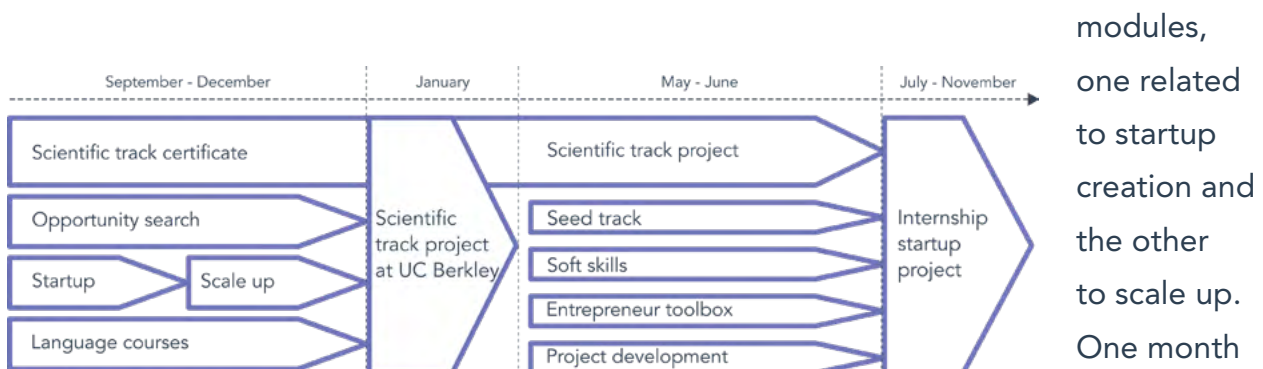 September - December
January
May - June
July - November
Scientific track certificate
Opportunity search
Startup
Scale up
Language courses
Scientific
track project
at UC Berkley
Scientific track project
Seed track
Soft skills
Entrepreneur toolbox
Project development
Internship
startup
project
modules,
one related
to startup
creation and
the other
to scale up.
One month